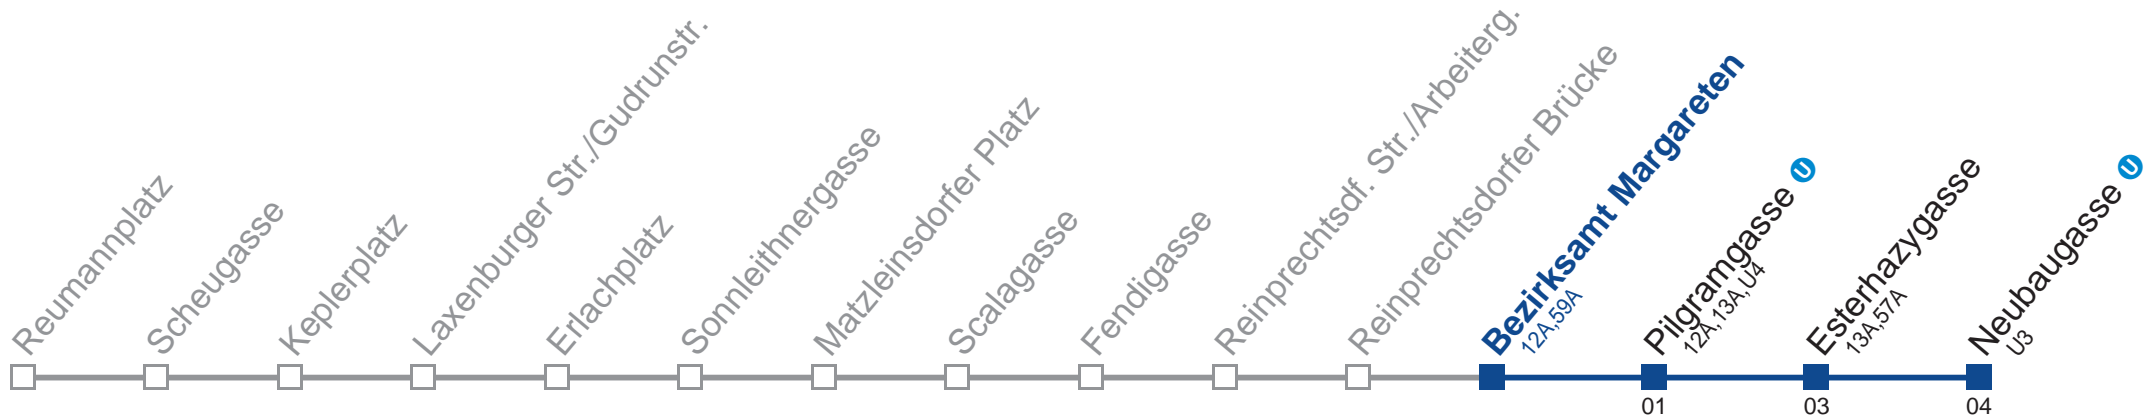 Reumannplatz
Scheugasse
Keplerplatz
Laxenburger Str./Gudrunstr.
Erlachplatz
Sonnleithnergasse
Matzleinsdorfer Platz
Scalagasse
Fendigasse
Reinprechtsdf. Str./Arbeiterg.
Reinprechtsdorfer Brücke
Bezirksamt Margareten
12A,59A
Pilgramgasse U
12A,13A,U4
Esterhazygasse
13A,57A
Neubaugasse U
U3
01
03
04